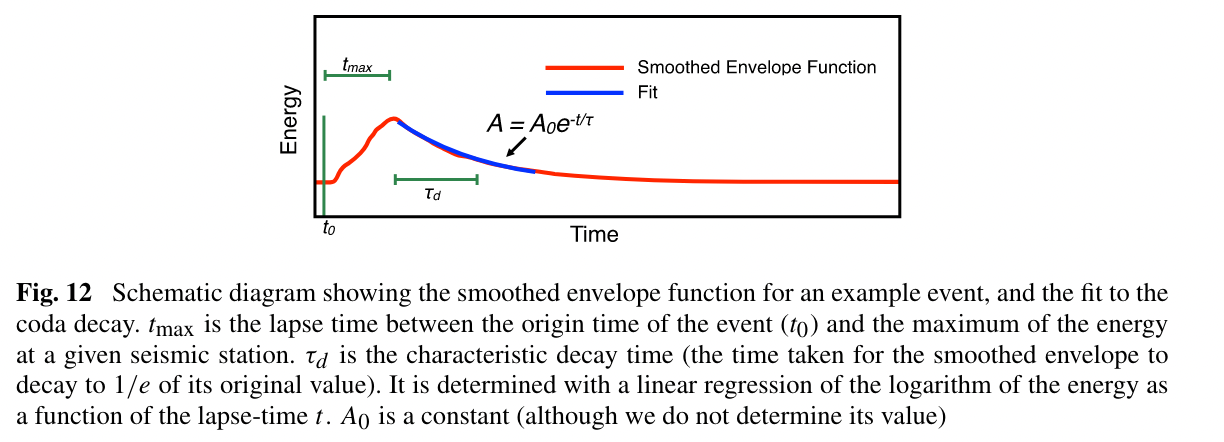 t_max
Smoothed Envelope Function
Fit
A = A₀e^-t/τ
Energy
τ_d
t₀
Time
Fig. 12 Schematic diagram showing the smoothed envelope function for an example event, and the fit to the
coda decay. t_max is the lapse time between the origin time of the event (t₀) and the maximum of the energy
at a given seismic station. τ_d is the characteristic decay time (the time taken for the smoothed envelope to
decay to 1/e of its original value). It is determined with a linear regression of the logarithm of the energy as
a function of the lapse-time t. A₀ is a constant (although we do not determine its value)